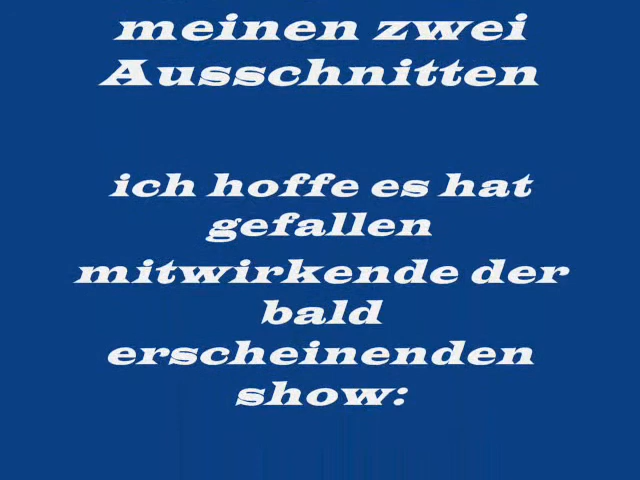 meinen zwei
Ausschnitten
ich hoffe es hat
gefallen
mitwirkende der
bald
erscheinenden
show: